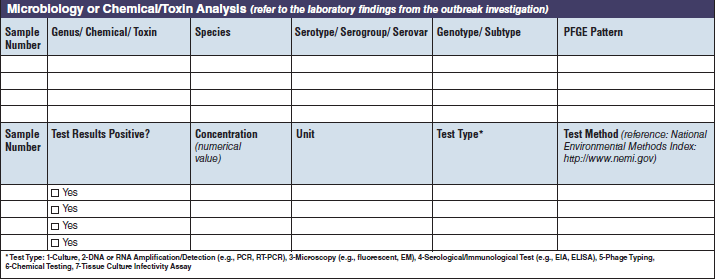 Microbiology or Chemical/Toxin Analysis (refer to the laboratory findings from the outbreak investigation)
Sample Number Genus/ Chemical/ Toxin Species Serotype/ Serogroup/ Serovar Genotype/ Subtype PFGE Pattern
Sample Number Test Results Positive? Concentration (numerical value) Unit Test Type* Test Method (reference: National Environmental Methods Index: http://www.nemi.gov)
☐ Yes
☐ Yes
☐ Yes
☐ Yes
* Test Type: 1-Culture, 2-DNA or RNA Amplification/Detection (e.g., PCR, RT-PCR), 3-Microscopy (e.g., fluorescent, EM), 4-Serological/Immunological Test (e.g., EIA, ELISA), 5-Phage Typing,
6-Chemical Testing, 7-Tissue Culture Infectivity Assay